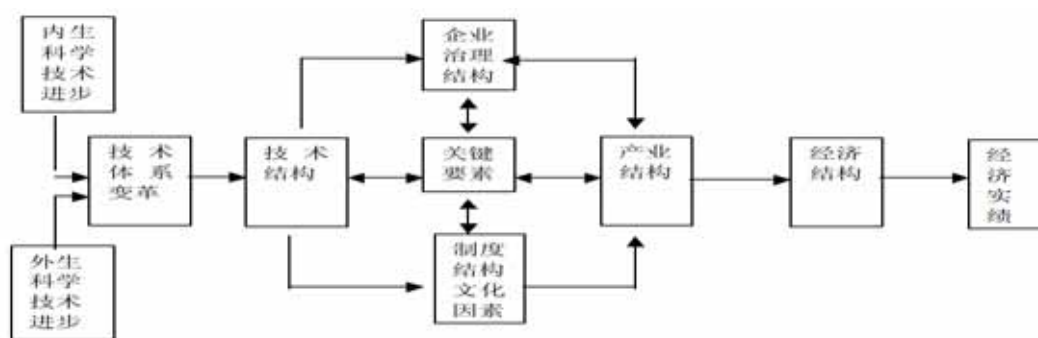 内生
科学
技术
进步
企业
治理
结构
技术
体系
变革
技术
结构
关键
要素
产业
结构
经济
结构
经
济
实
绩
外生
科学
技术
进步
制度
结构
文化
因素